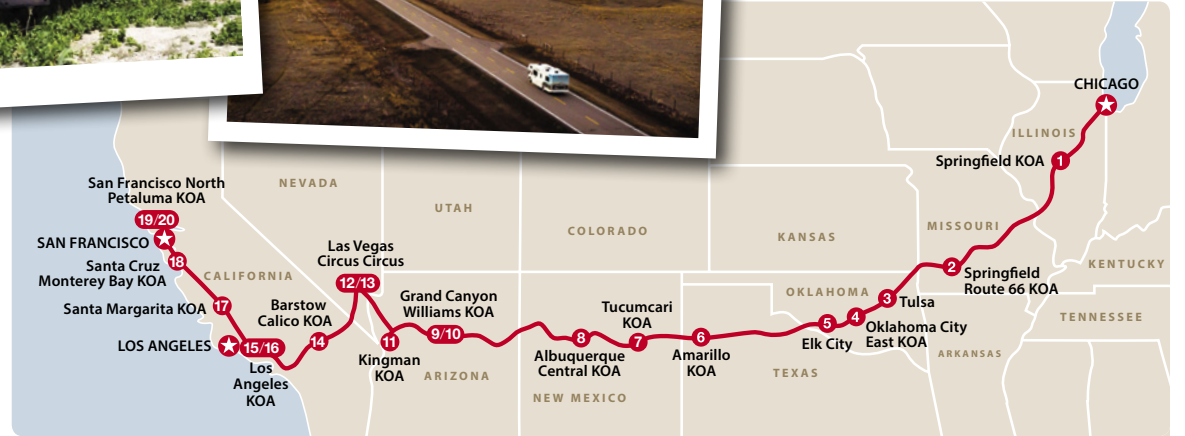 CHICAGO
ILLINOIS
Springfield KOA
1
NEVADA
San Francisco North
Petaluma KOA
19/20
UTAH
COLORADO
KANSAS
MISSOURI
SAN FRANCISCO
Las Vegas
Circus Circus
12/13
Santa Cruz
Monterey Bay KOA
18
CALIFORNIA
2
Springfield
Route 66 KOA
KENTUCKY
Santa Margarita KOA
17
Barstow
Calico KOA
14
Grand Canyon
Williams KOA
9/10
Tucumcari
KOA
7
OKLAHOMA
3
Tulsa
TENNESSEE
LOS ANGELES
15/16
Los
Angeles
KOA
11
Kingman
KOA
ARIZONA
8
Albuquerque
Central KOA
NEW MEXICO
6
Amarillo
KOA
TEXAS
5
Elk City
4
Oklahoma City
East KOA
ARKANSAS